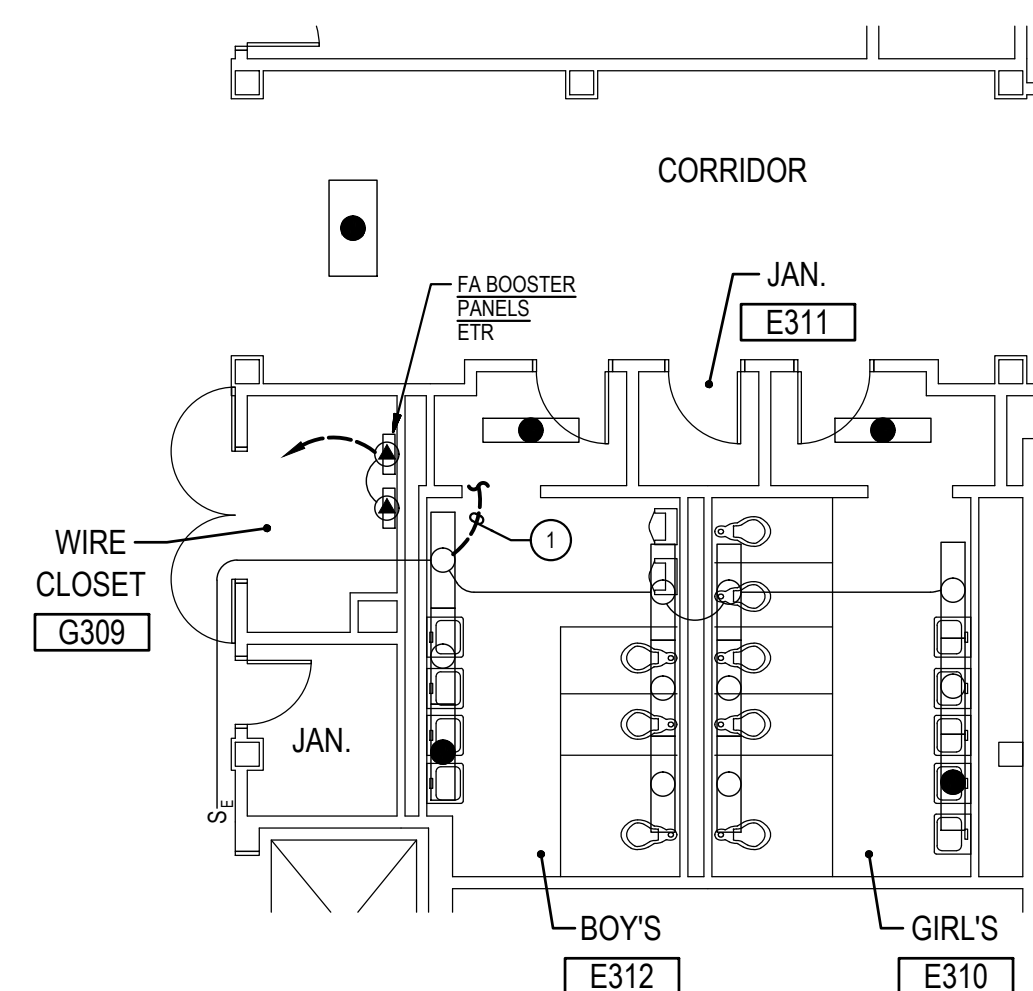 CORRIDOR
FA BOOSTER
PANELS
ETR
JAN.
E311
WIRE
CLOSET
G309
1
JAN.
SE
BOY'S
E312
GIRL'S
E310